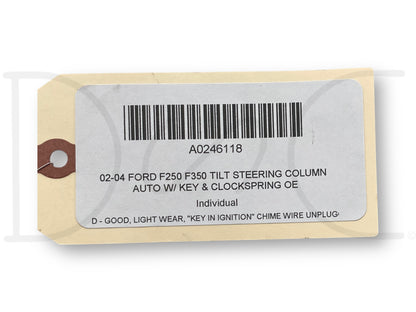 A0246118
02-04 FORD F250 F350 TILT STEERING COLUMN
AUTO W/ KEY & CLOCKSPRING OE
Individual
D - GOOD, LIGHT WEAR, "KEY IN IGNITION" CHIME WIRE UNPLUG